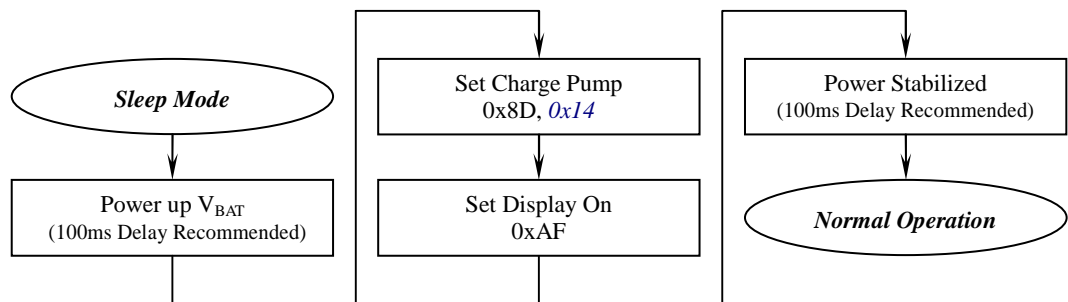 Sleep Mode
Power up VBAT
(100ms Delay Recommended)
Set Charge Pump
0x8D, 0x14
Set Display On
0xAF
Power Stabilized
(100ms Delay Recommended)
Normal Operation